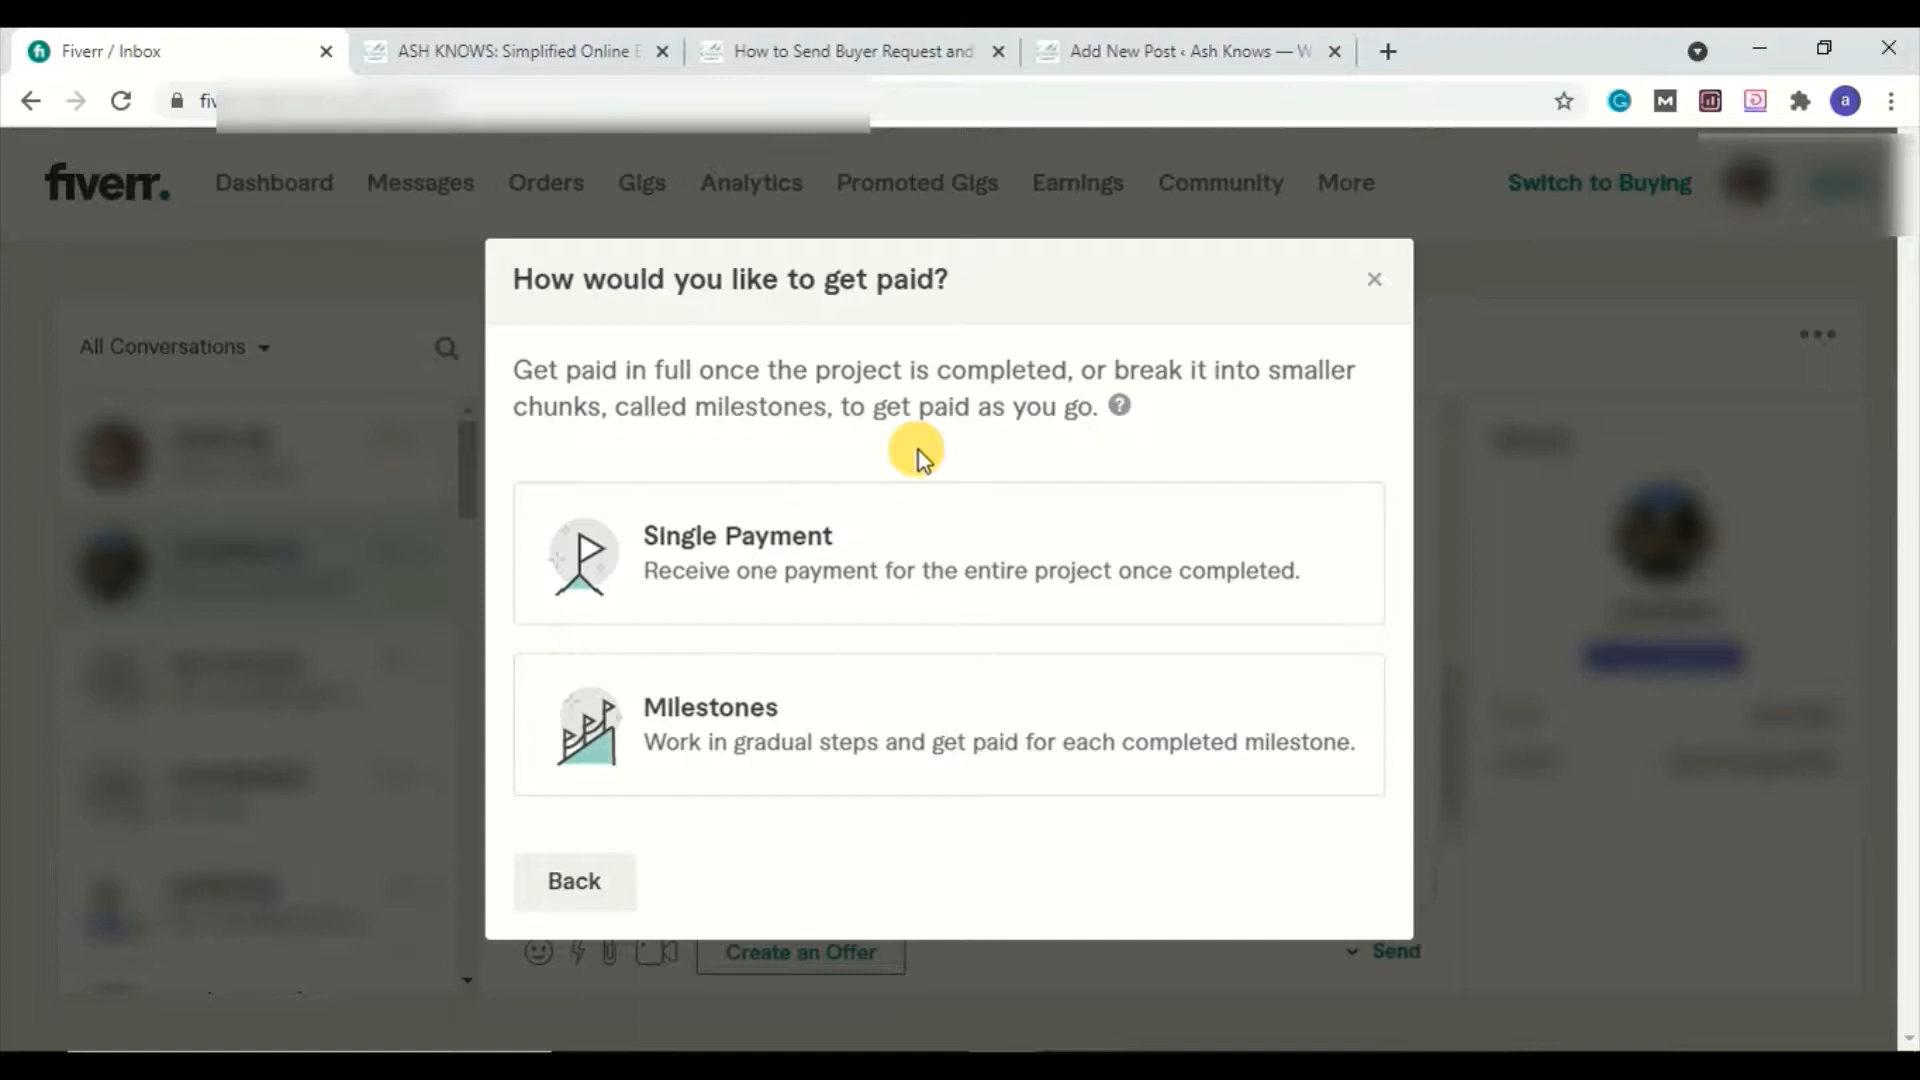 Fiverr / Inbox
ASH KNOWS: Simplified Online E
How to Send Buyer Request and
Add New Post ‹ Ash Knows — W
a
fiverr.
Dashboard
Messages
Orders
Gigs
Analytics
Promoted Gigs
Earnings
Community
More
Switch to Buying
How would you like to get paid?
All Conversations
Get paid in full once the project is completed, or break it into smaller
chunks, called milestones, to get paid as you go.
Single Payment
Receive one payment for the entire project once completed.
Milestones
Work in gradual steps and get paid for each completed milestone.
Back
Create an Offer
Send